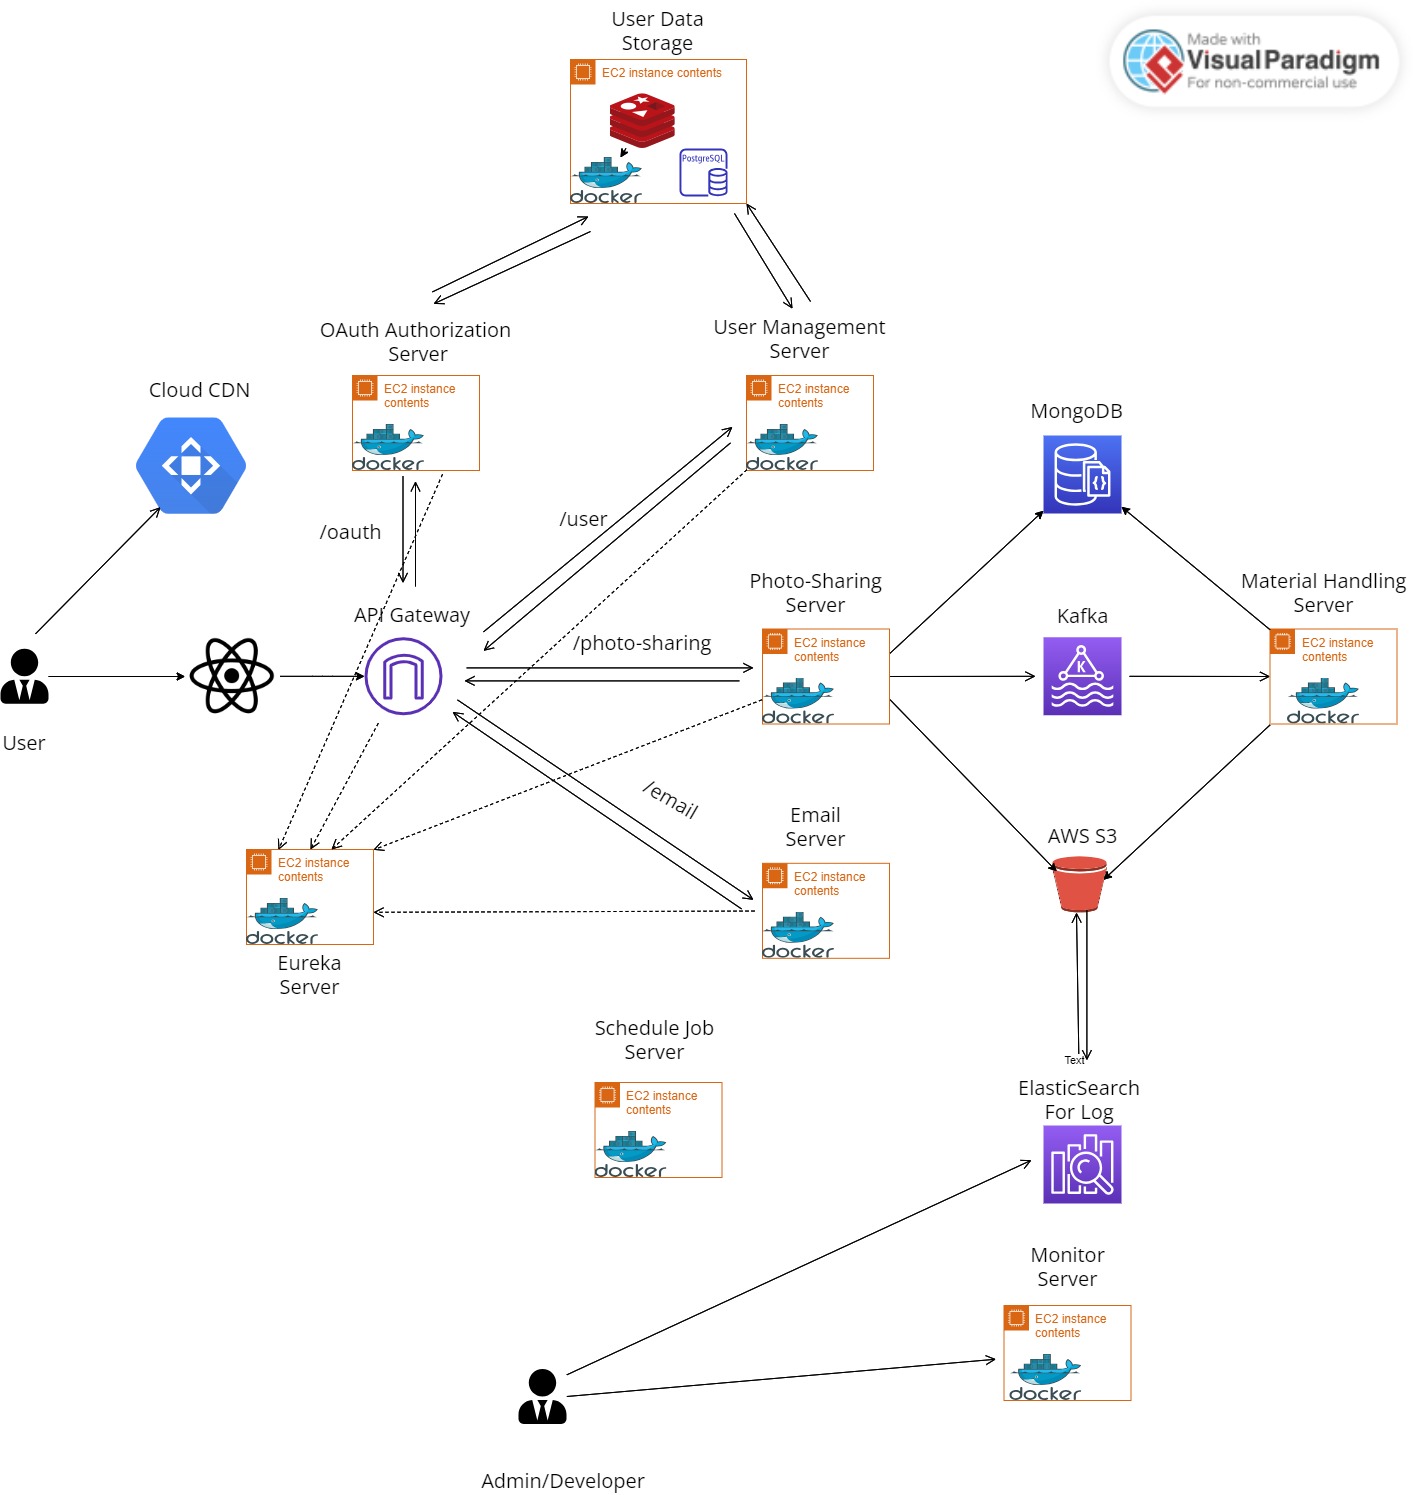 User Data
Storage
Made with
Visual Paradigm
For non-commercial use
EC2 instance contents
PostgreSQL
docker
OAuth Authorization
Server
User Management
Server
Cloud CDN
EC2 instance
contents
docker
EC2 instance
contents
docker
MongoDB
/oauth
/user
Photo-Sharing
Server
Material Handling
Server
API Gateway
Kafka
/photo-sharing
EC2 instance
contents
docker
K
EC2 instance
contents
docker
User
/email
Email
Server
AWS S3
EC2 instance
contents
docker
EC2 instance
contents
docker
Eureka
Server
Schedule Job
Server
Text
EC2 instance
contents
docker
ElasticSearch
For Log
Monitor
Server
EC2 instance
contents
docker
Admin/Developer